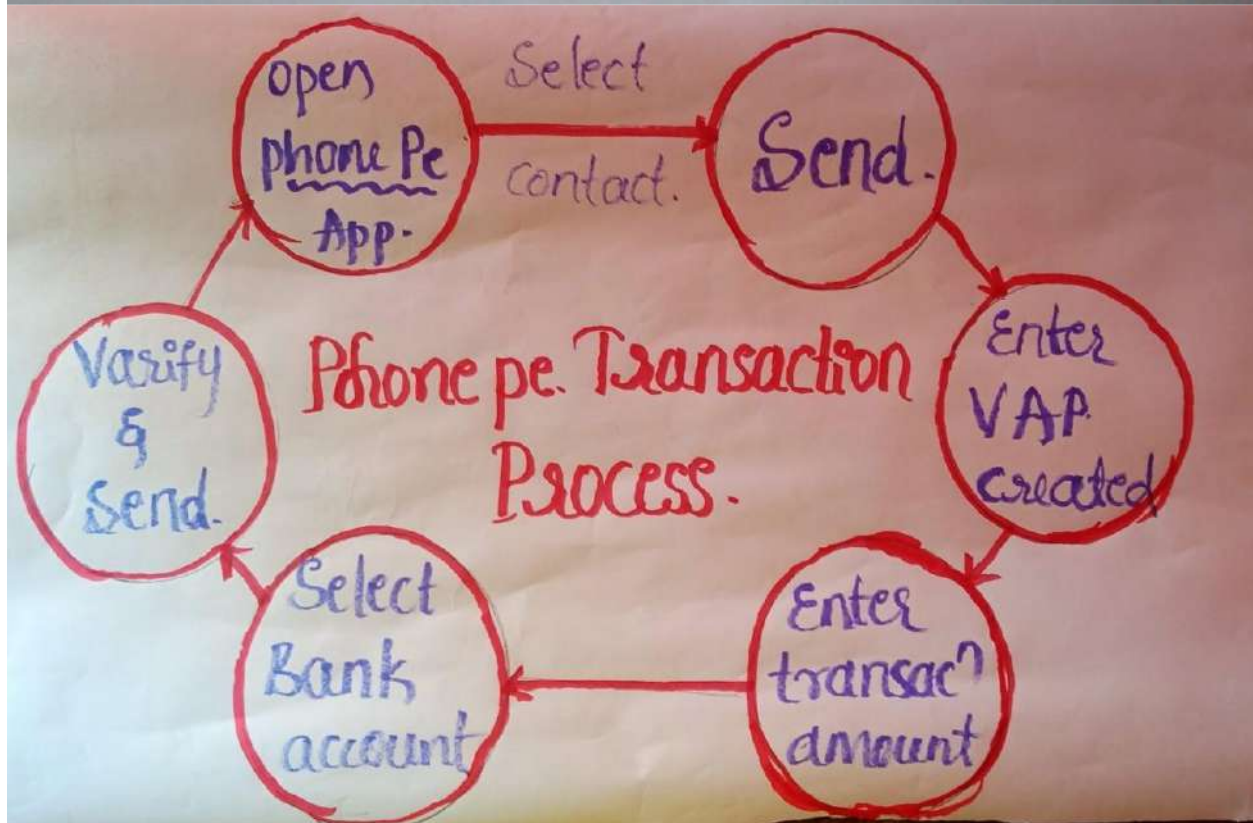 open
phone Pe
App.
Select
contact.
Send.
Enter
VAP
created
Enter
transacⁿ
amount
Select
Bank
account
Varify
&
Send.
Phone pe. Transaction
Process.